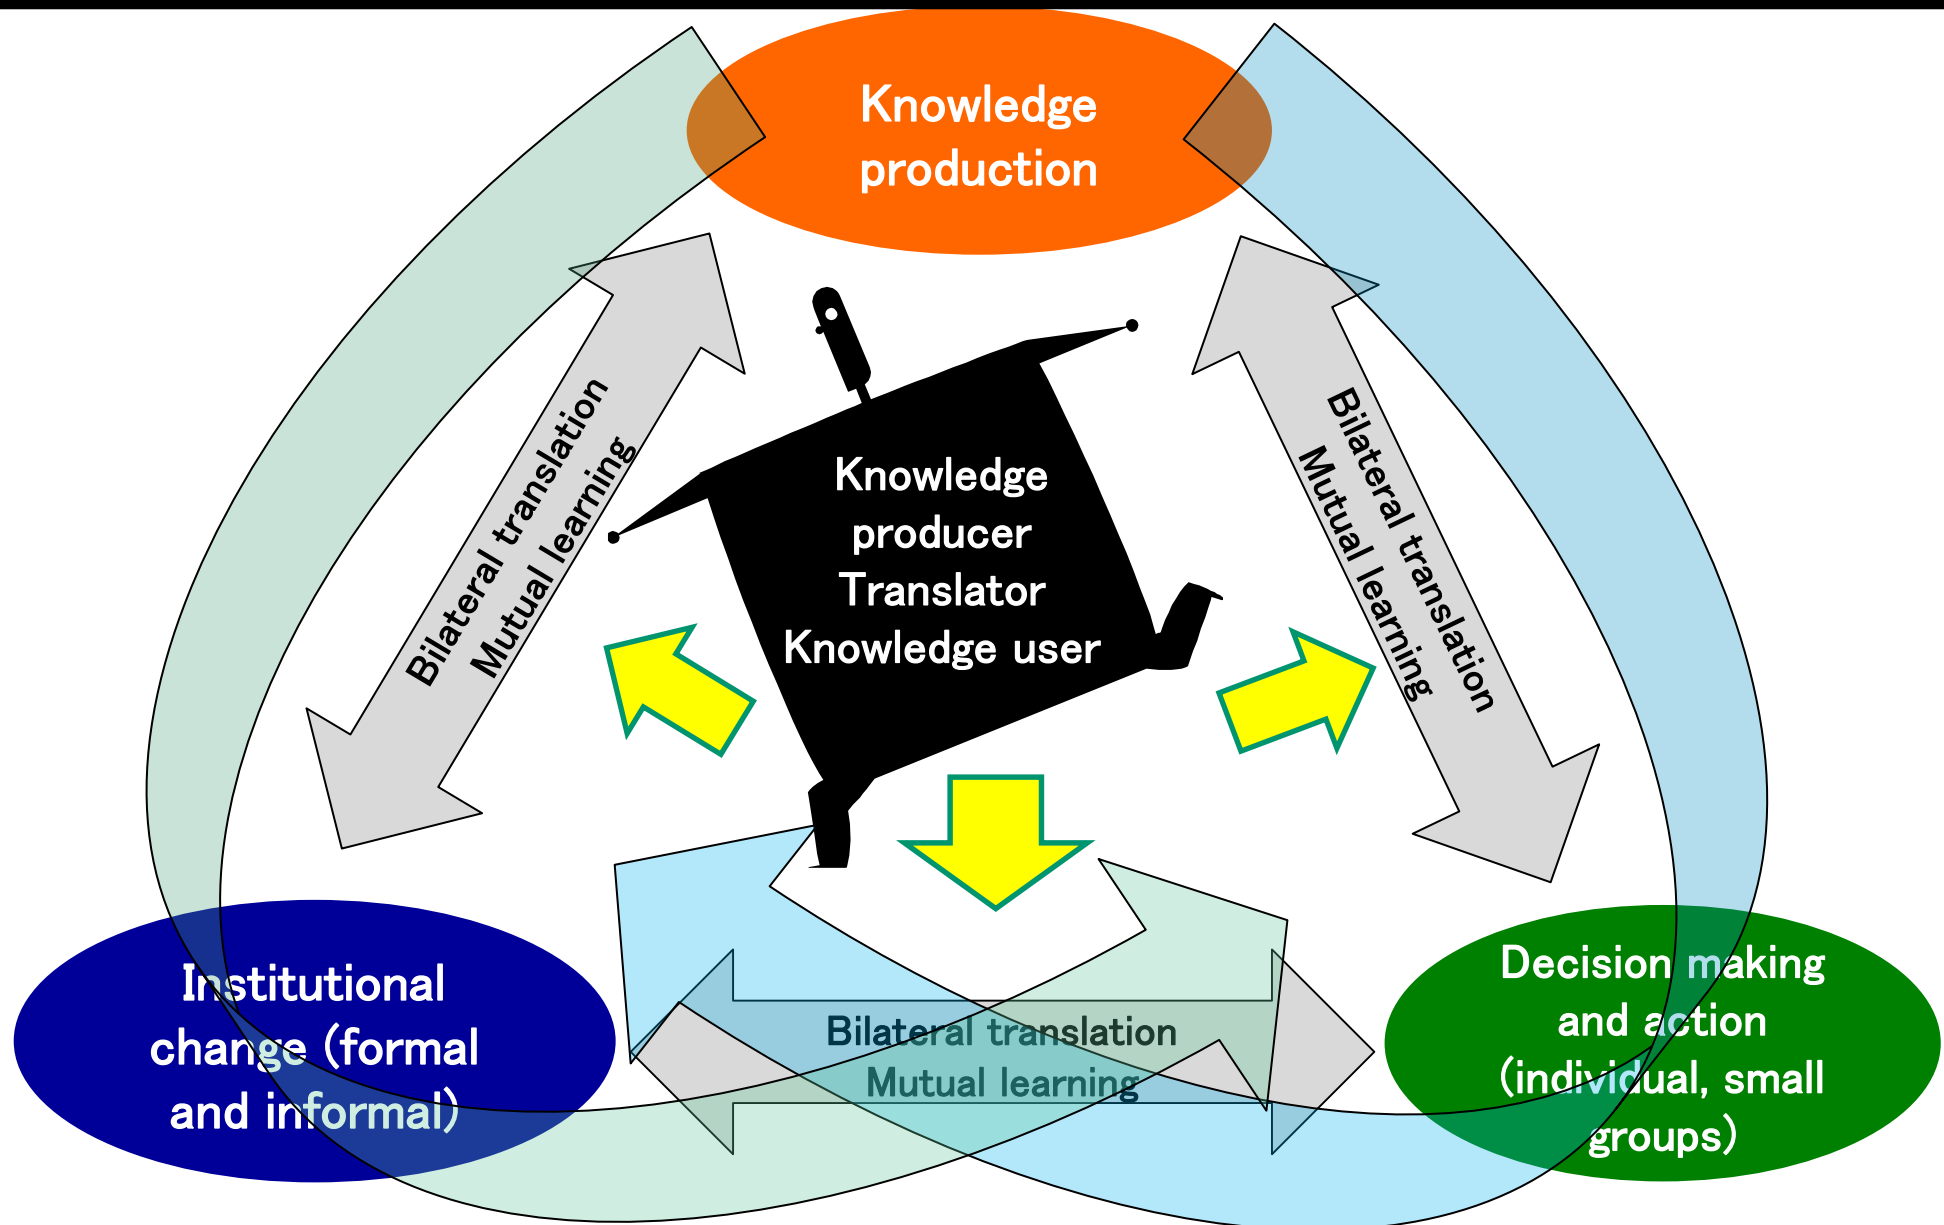 Knowledge
production
Bilateral translation
Mutual learning
Bilateral translation
Mutual learning
Knowledge
producer
Translator
Knowledge user
Institutional
change (formal
and informal)
Bilateral translation
Mutual learning
Decision making
and action
(individual, small
groups)